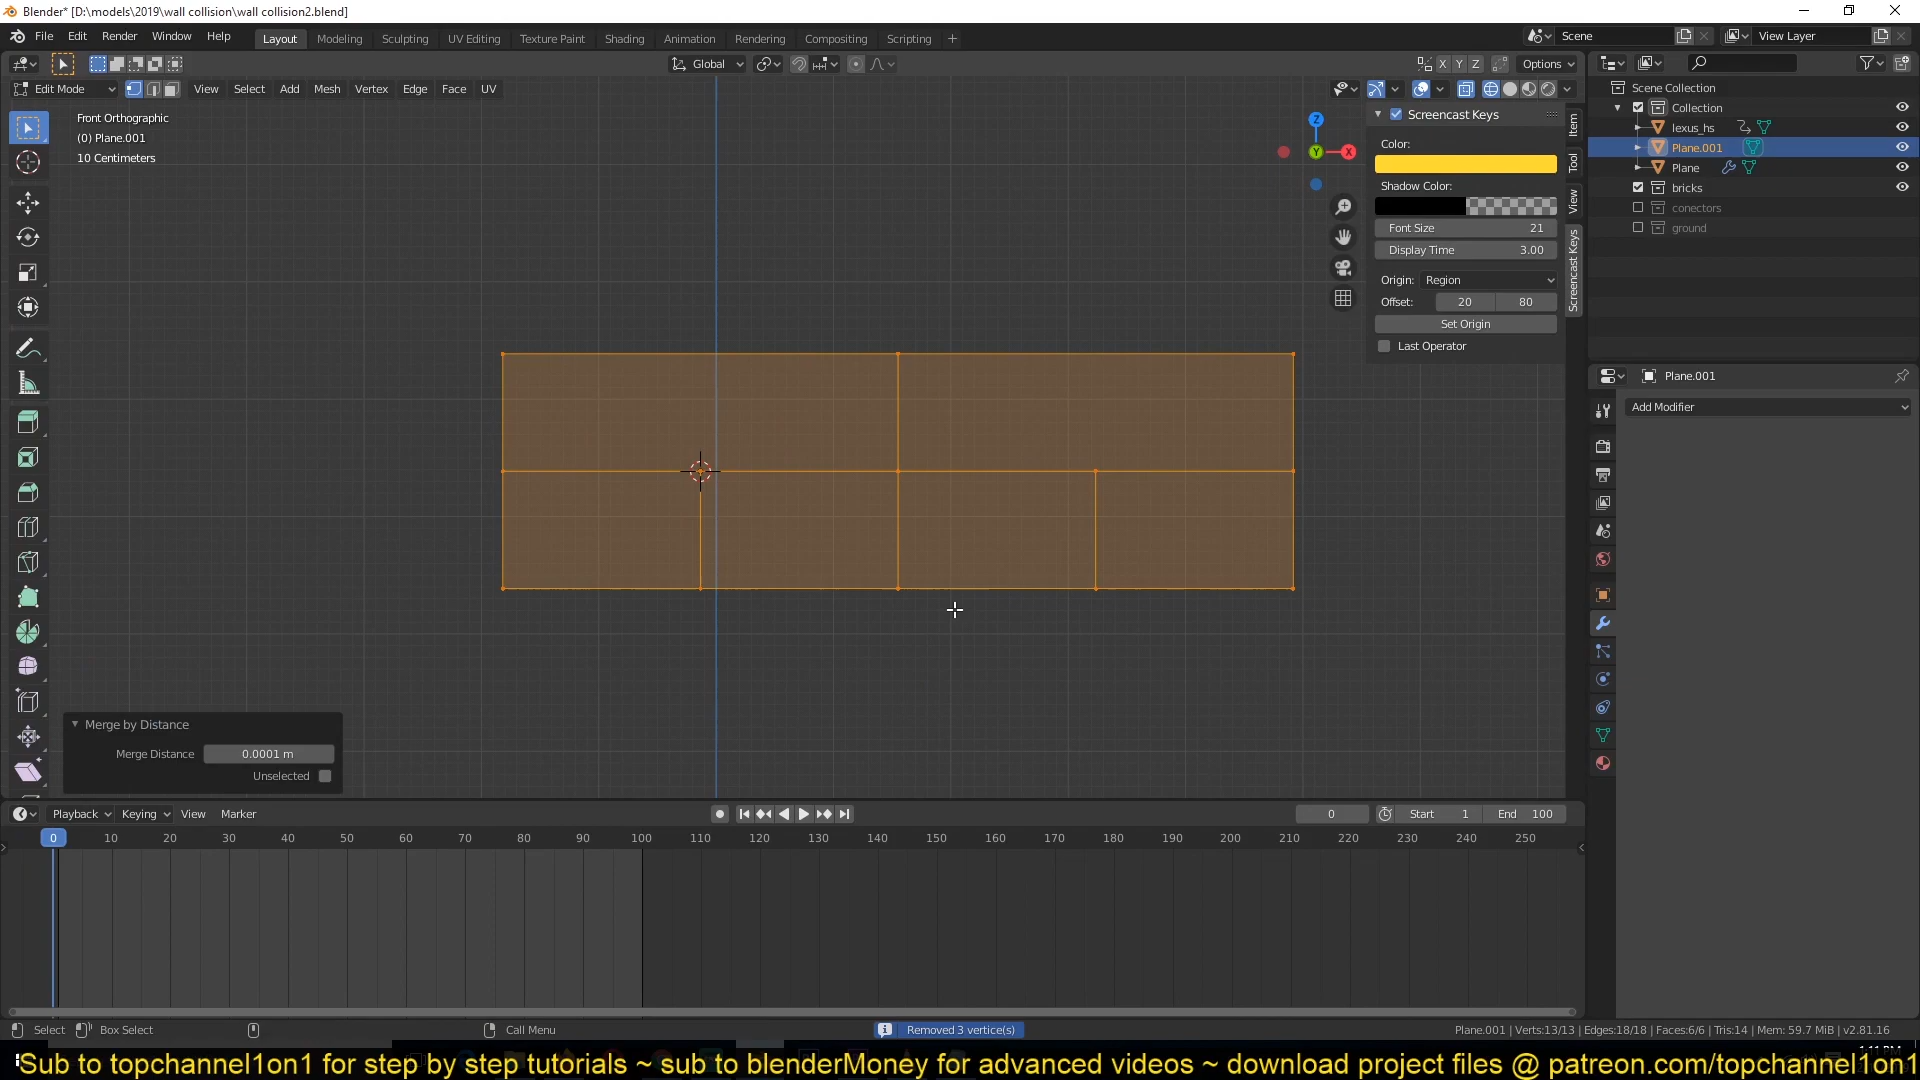 Blender* [D:\models\2019\wall collision\wall collision2.blend]
File Edit Render Window Help Layout Modeling Sculpting UV Editing Texture Paint Shading Animation Rendering Compositing Scripting + Scene View Layer
Global X Y Z Options
Edit Mode View Select Add Mesh Vertex Edge Face UV
Front Orthographic
(0) Plane.001
10 Centimeters
Z
Y
X
Screencast Keys
Color:
Shadow Color:
Font Size 21
Display Time 3.00
Origin: Region
Offset: 20 80
Set Origin
Last Operator
Item
Tool
View
Screencast Keys
Scene Collection
Collection
lexus_hs
Plane.001
Plane
bricks
conectors
ground
Plane.001
Add Modifier
Merge by Distance
Merge Distance 0.0001 m
Unselected
Playback Keying View Marker 0 Start 1 End 100
0 10 20 30 40 50 60 70 80 90 100 110 120 130 140 150 160 170 180 190 200 210 220 230 240 250
Select Box Select Call Menu Removed 3 vertice(s) Plane.001 | Verts:13/13 | Edges:18/18 | Faces:6/6 | Tris:14 | Mem: 59.7 MiB | v2.81.16
Sub to topchannel1on1 for step by step tutorials ~ sub to blenderMoney for advanced videos ~ download project files @ patreon.com/topchannel1on1